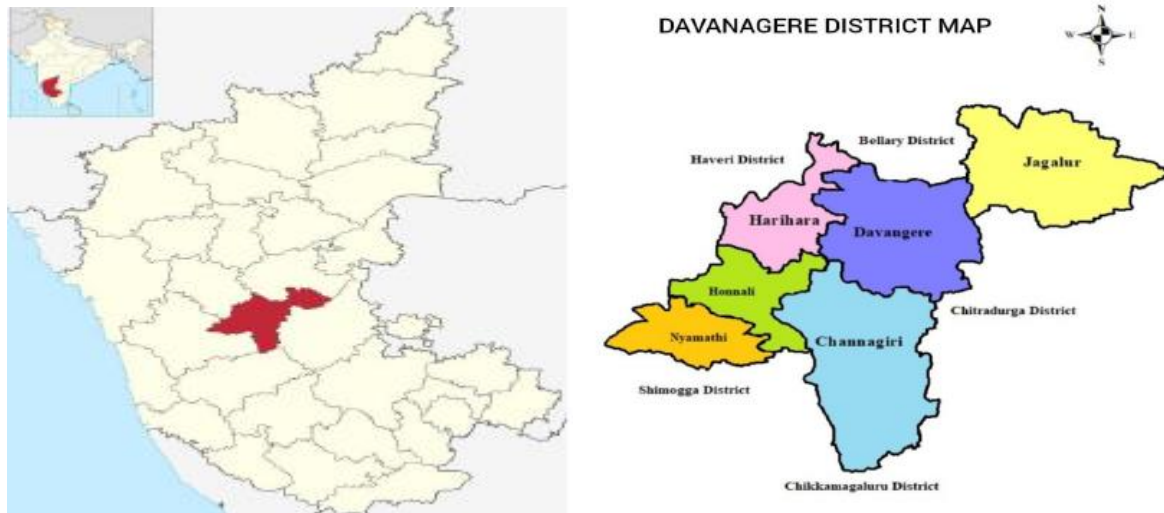 DAVANAGERE DISTRICT MAP
N
W E
S
Bellary District
Haveri District
Jagalur
Harihara
Davangere
Honnali
Chitradurga District
Nyamathi
Channagiri
Shimogga District
Chikkamagaluru District